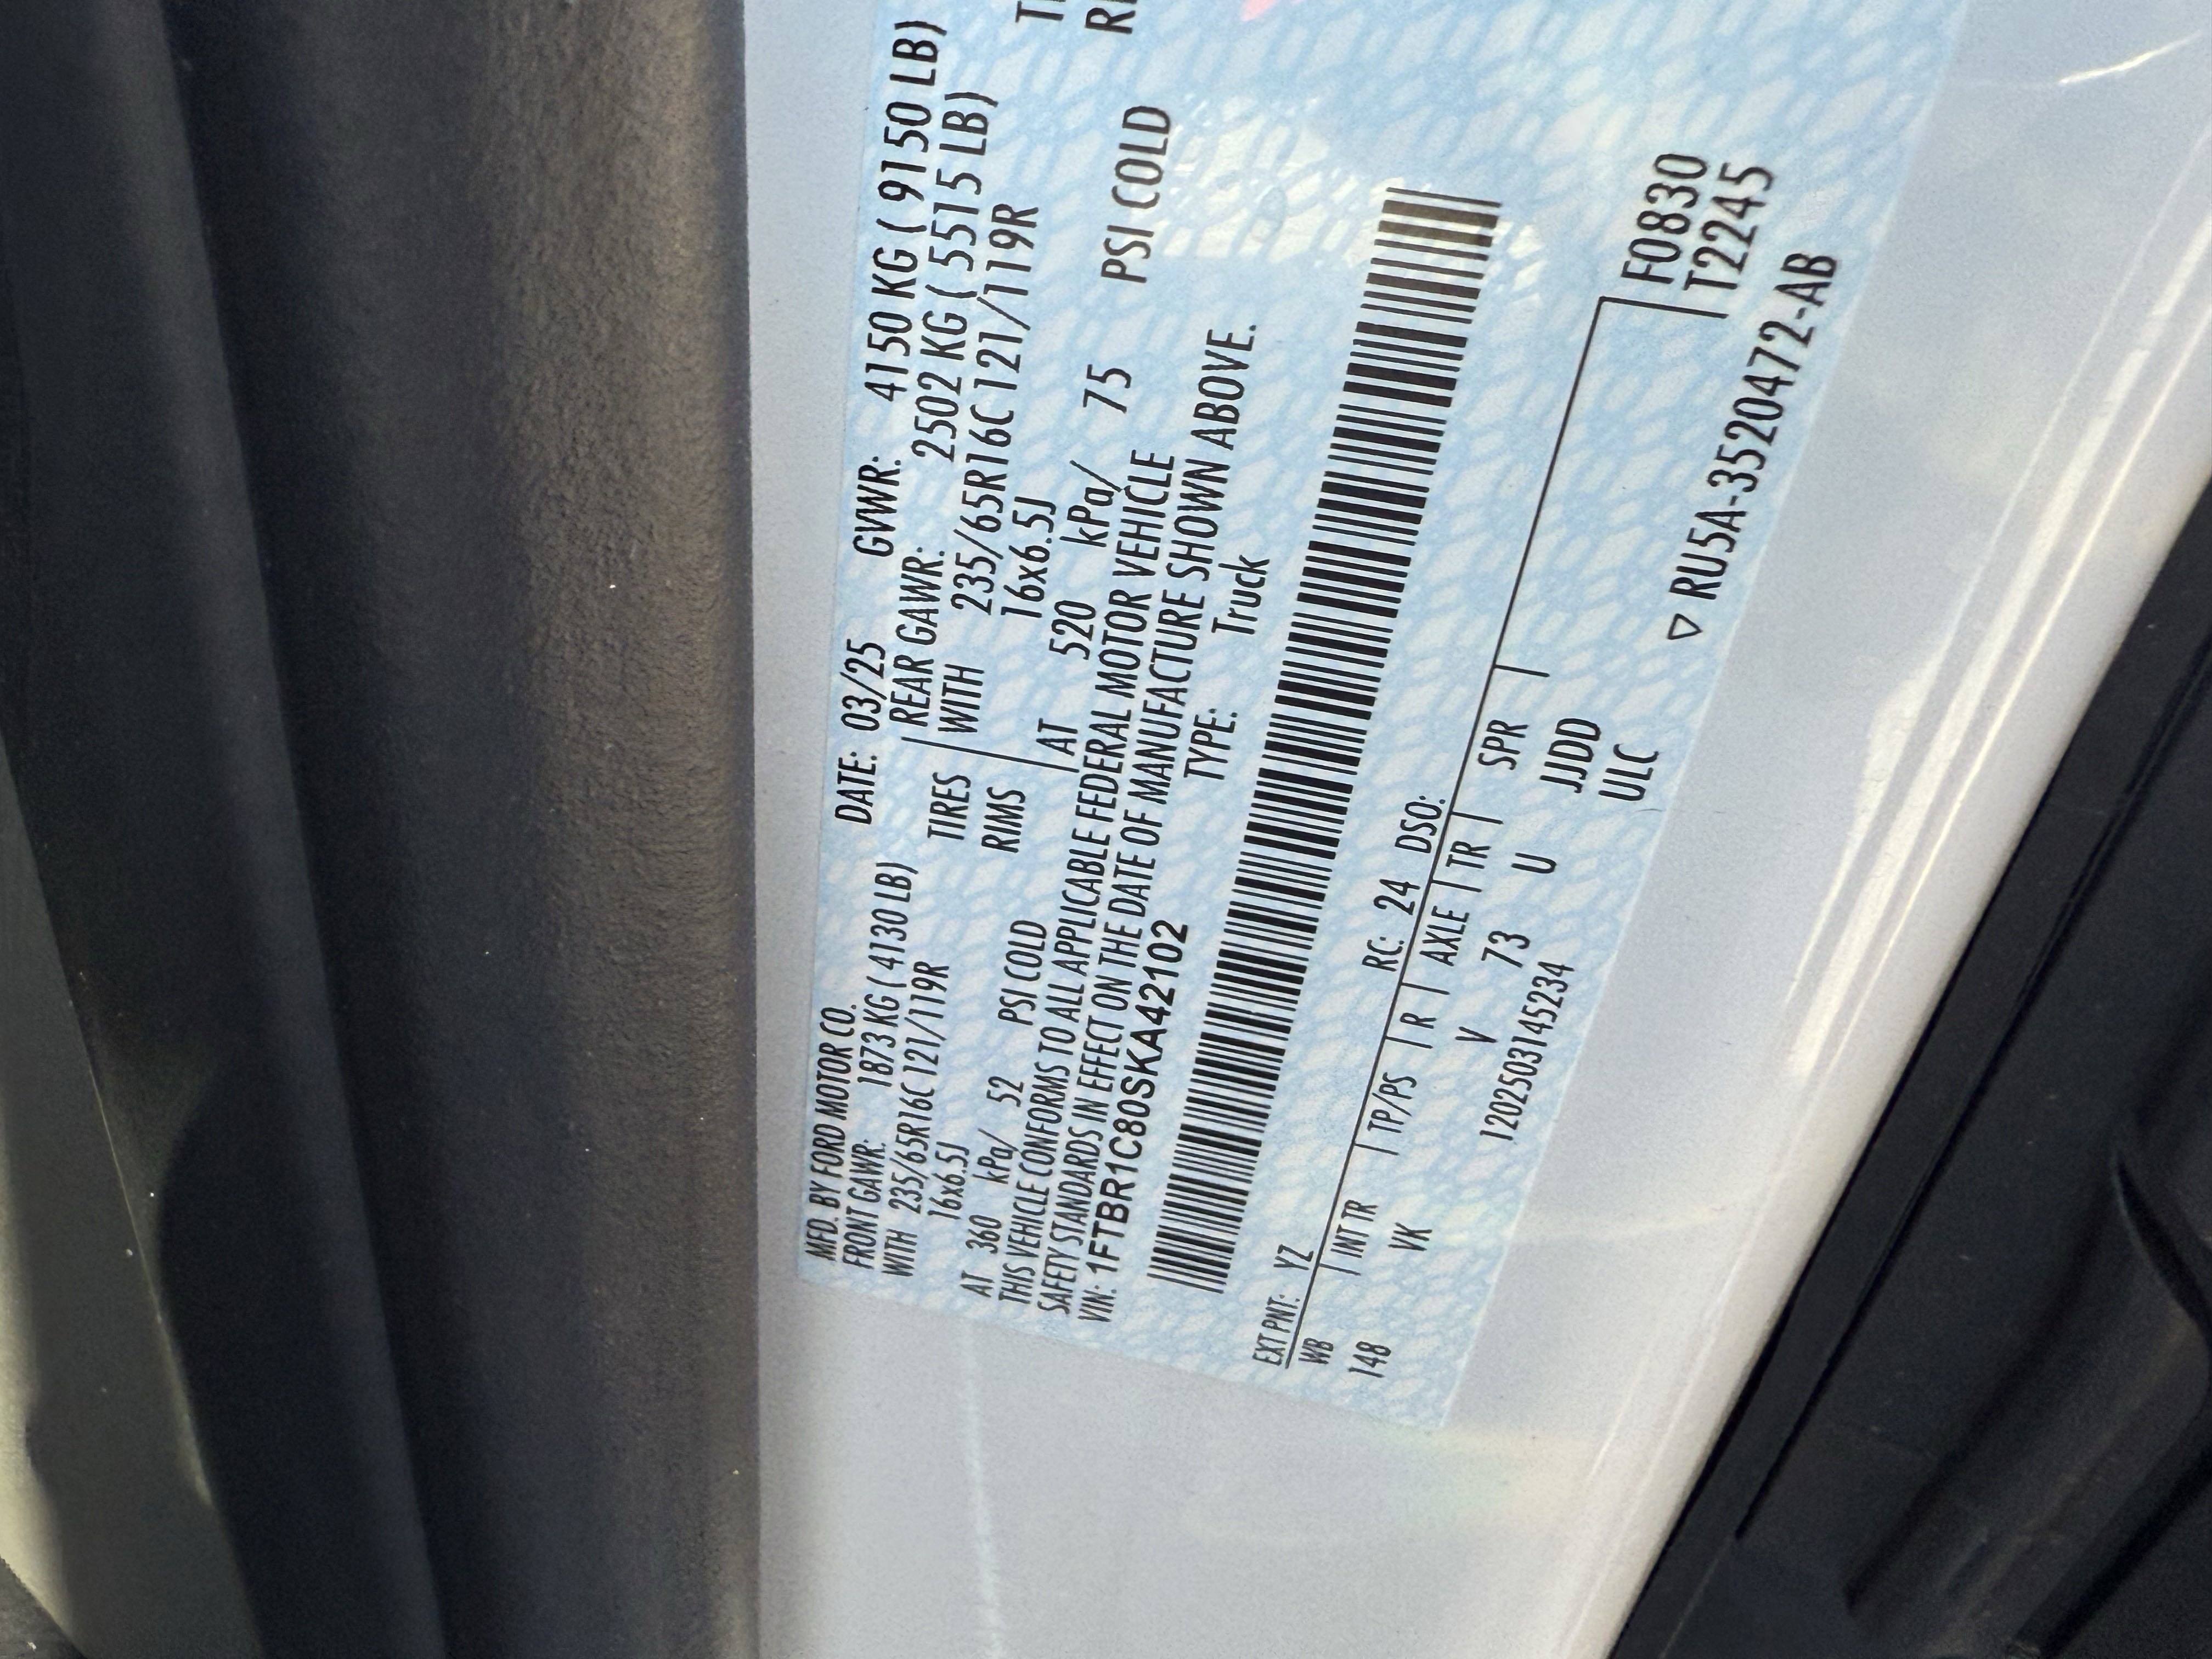 MFD. BY FORD MOTOR CO. DATE: 03/25 GVWR: 4150 KG ( 9150 LB)
FRONT GAWR: 1873 KG ( 4130 LB) REAR GAWR: 2502 KG ( 5515 LB)
WITH 235/65R16C 121/119R TIRES WITH 235/65R16C 121/119R
16x6.5J RIMS 16x6.5J
AT 360 kPa/ 52 PSI COLD AT 520 kPa/ 75 PSI COLD
THIS VEHICLE CONFORMS TO ALL APPLICABLE FEDERAL MOTOR VEHICLE
SAFETY STANDARDS IN EFFECT ON THE DATE OF MANUFACTURE SHOWN ABOVE.
VIN: 1FTBR1C80SKA42102 TYPE: Truck
EXT PNT: YZ RC: 24 DSO:
WB INT TR TP/PS R AXLE TR SPR F0830
148 VK V 73 U JJDD T2245
1202503145234 ULC
▽ RU5A-3520472-AB